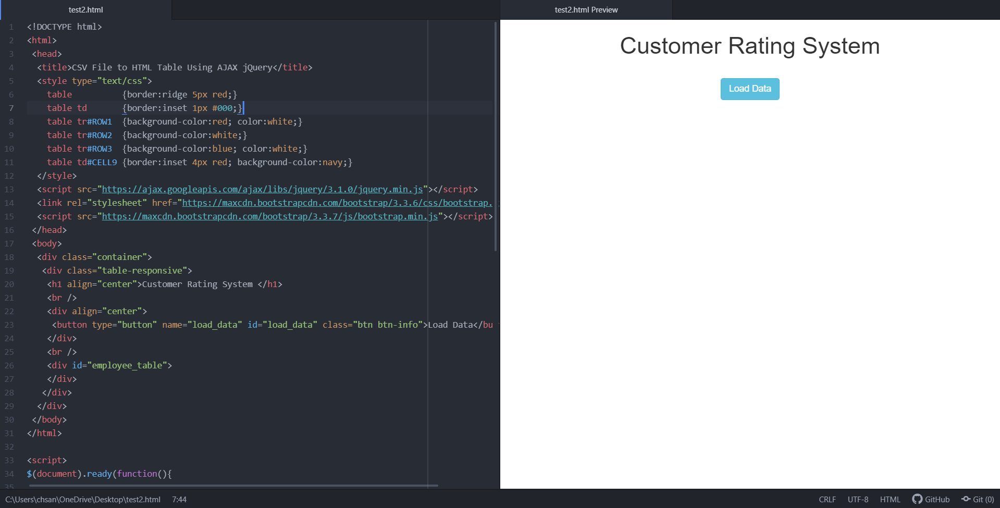 test2.html
test2.html Preview
1 <!DOCTYPE html>
2 <html>
3 <head>
4 <title>CSV File to HTML Table Using AJAX jQuery</title>
5 <style type="text/css">
6 table {border:ridge 5px red;}
7 table td {border:inset 1px #000;}
8 table tr#ROW1 {background-color:red; color:white;}
9 table tr#ROW2 {background-color:white;}
10 table tr#ROW3 {background-color:blue; color:white;}
11 table td#CELL9 {border:inset 4px red; background-color:navy;}
12 </style>
13 <script src="https://ajax.googleapis.com/ajax/libs/jquery/3.1.0/jquery.min.js"></script>
14 <link rel="stylesheet" href="https://maxcdn.bootstrapcdn.com/bootstrap/3.3.6/css/bootstrap.
15 <script src="https://maxcdn.bootstrapcdn.com/bootstrap/3.3.7/js/bootstrap.min.js"></script>
16 </head>
17 <body>
18 <div class="container">
19 <div class="table-responsive">
20 <h1 align="center">Customer Rating System </h1>
21 <br />
22 <div align="center">
23 <button type="button" name="load_data" id="load_data" class="btn btn-info">Load Data</bu
24 </div>
25 <br />
26 <div id="employee_table">
27 </div>
28 </div>
29 </div>
30 </body>
31 </html>
32
33 <script>
34 $(document).ready(function(){
35
Customer Rating System
Load Data
C:\Users\chsan\OneDrive\Desktop\test2.html 7:44
CRLF UTF-8 HTML GitHub Git (0)